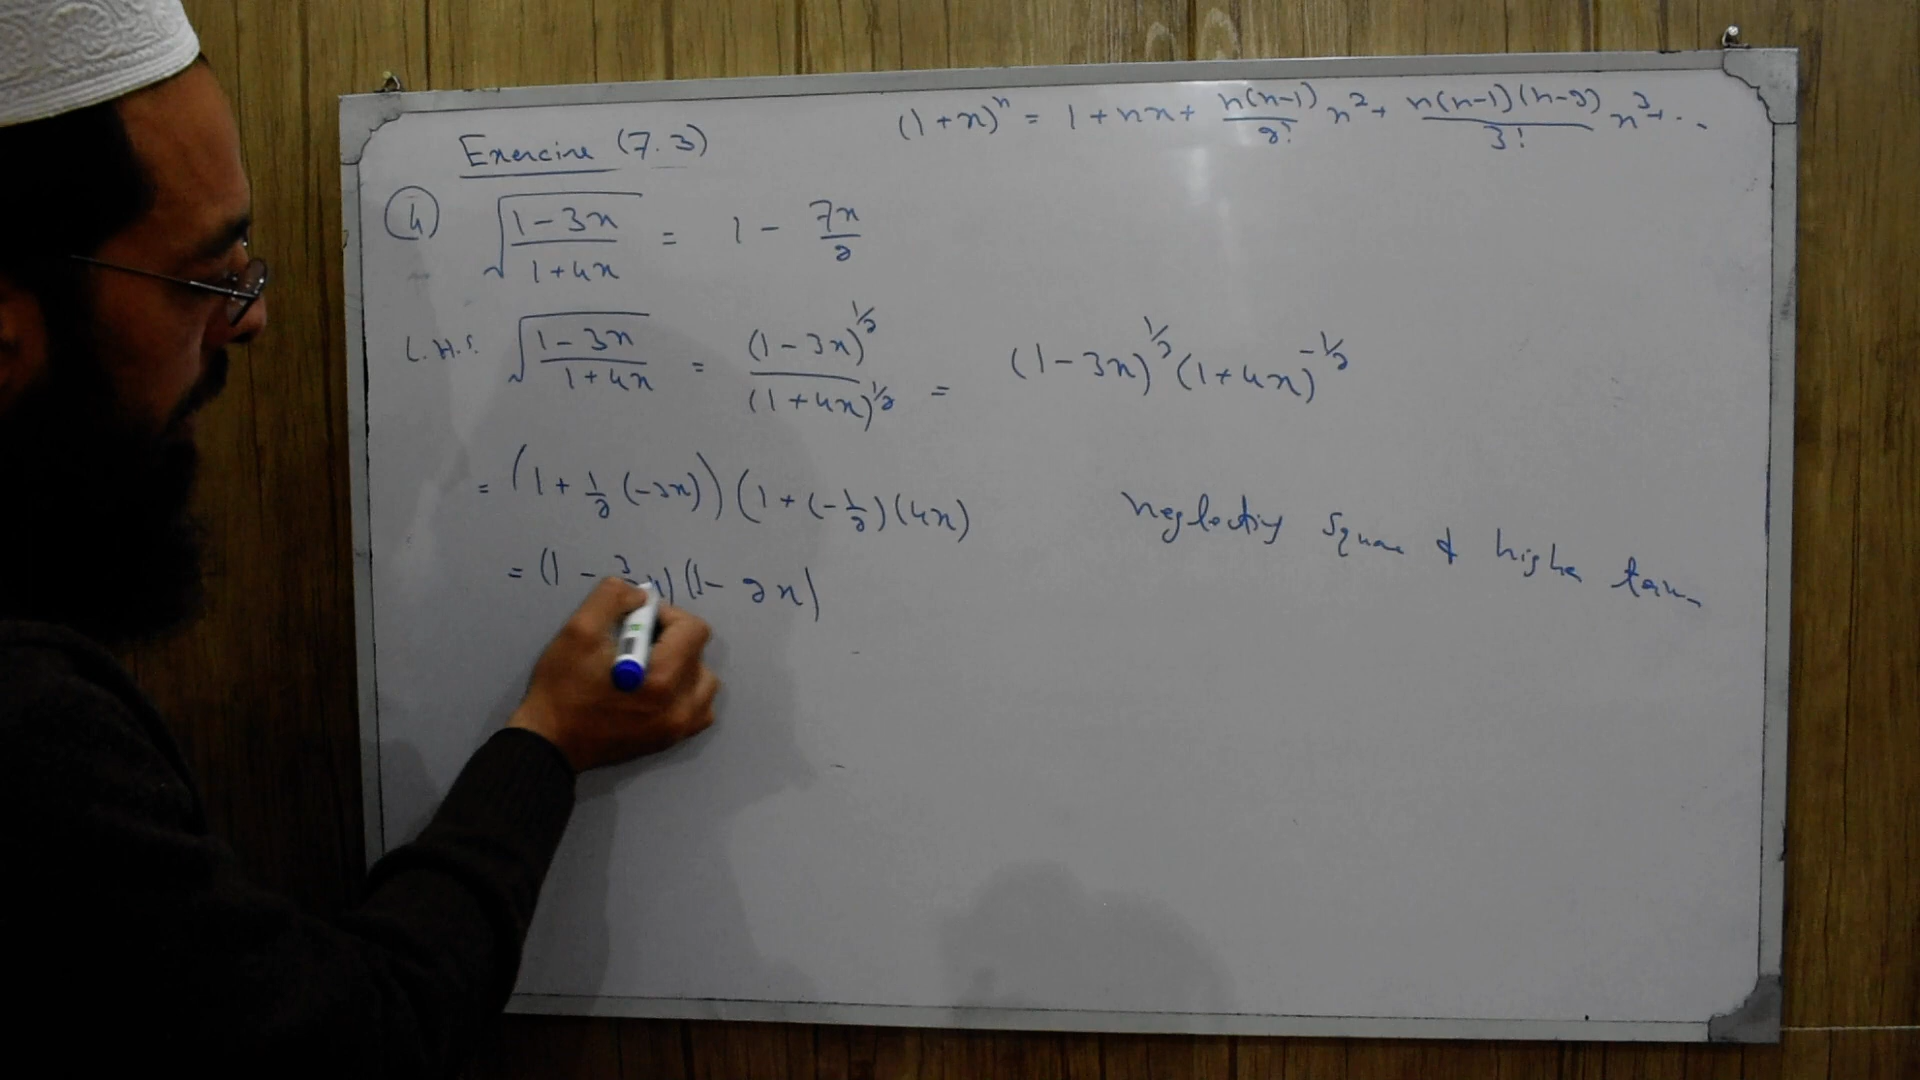 Exercise (7.3)
(1+x)^n = 1 + nx + n(n-1)/2! x^2 + n(n-1)(n-2)/3! x^3 + ...
(4) √((1-3x)/(1+4x)) = 1 - 7x/2
L.H.S. √((1-3x)/(1+4x)) = (1-3x)^(1/2)/(1+4x)^(1/2) = (1-3x)^(1/2) (1+4x)^(-1/2)
= (1 + 1/2 (-3x)) (1 + (-1/2)(4x) neglecting square & higher term
= (1 - 3 x)(1 - 2x)